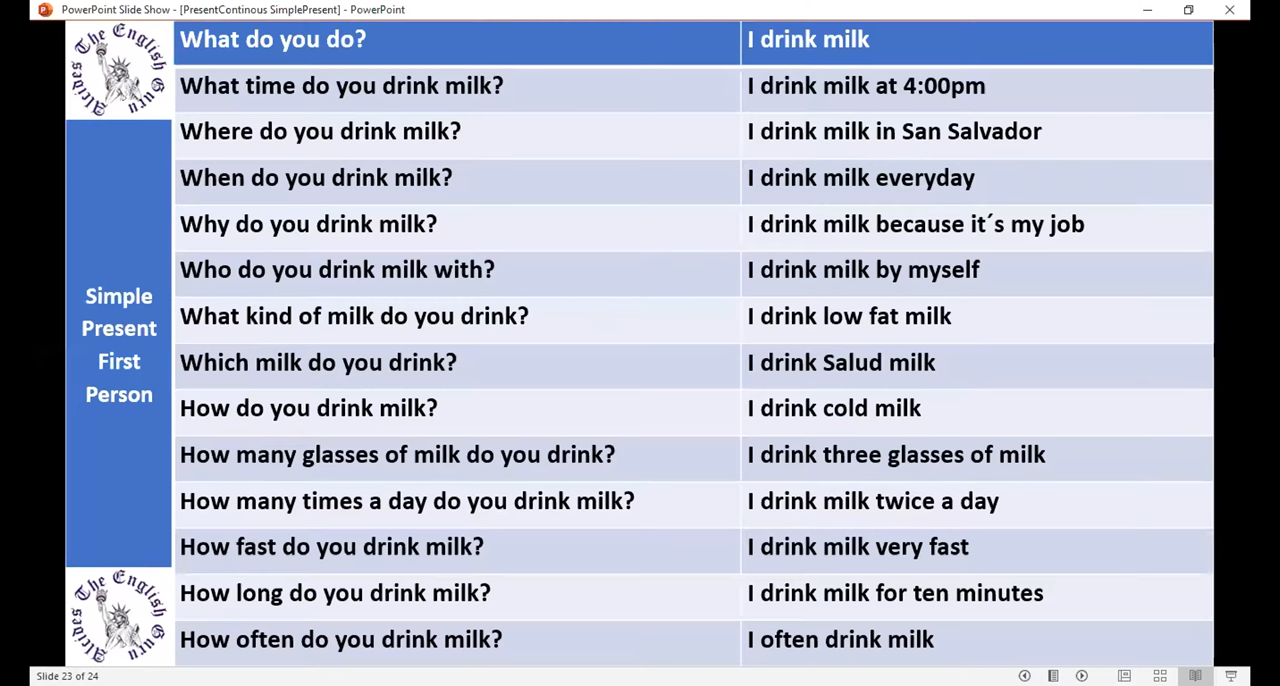 PowerPoint Slide Show - [PresentContinous SimplePresent] - PowerPoint
Alcides The English Guru
What do you do? I drink milk
What time do you drink milk? I drink milk at 4:00pm
Where do you drink milk? I drink milk in San Salvador
When do you drink milk? I drink milk everyday
Why do you drink milk? I drink milk because it´s my job
Who do you drink milk with? I drink milk by myself
What kind of milk do you drink? I drink low fat milk
Which milk do you drink? I drink Salud milk
How do you drink milk? I drink cold milk
How many glasses of milk do you drink? I drink three glasses of milk
How many times a day do you drink milk? I drink milk twice a day
How fast do you drink milk? I drink milk very fast
How long do you drink milk? I drink milk for ten minutes
How often do you drink milk? I often drink milk
Simple
Present
First
Person
Alcides The English Guru
Slide 23 of 24